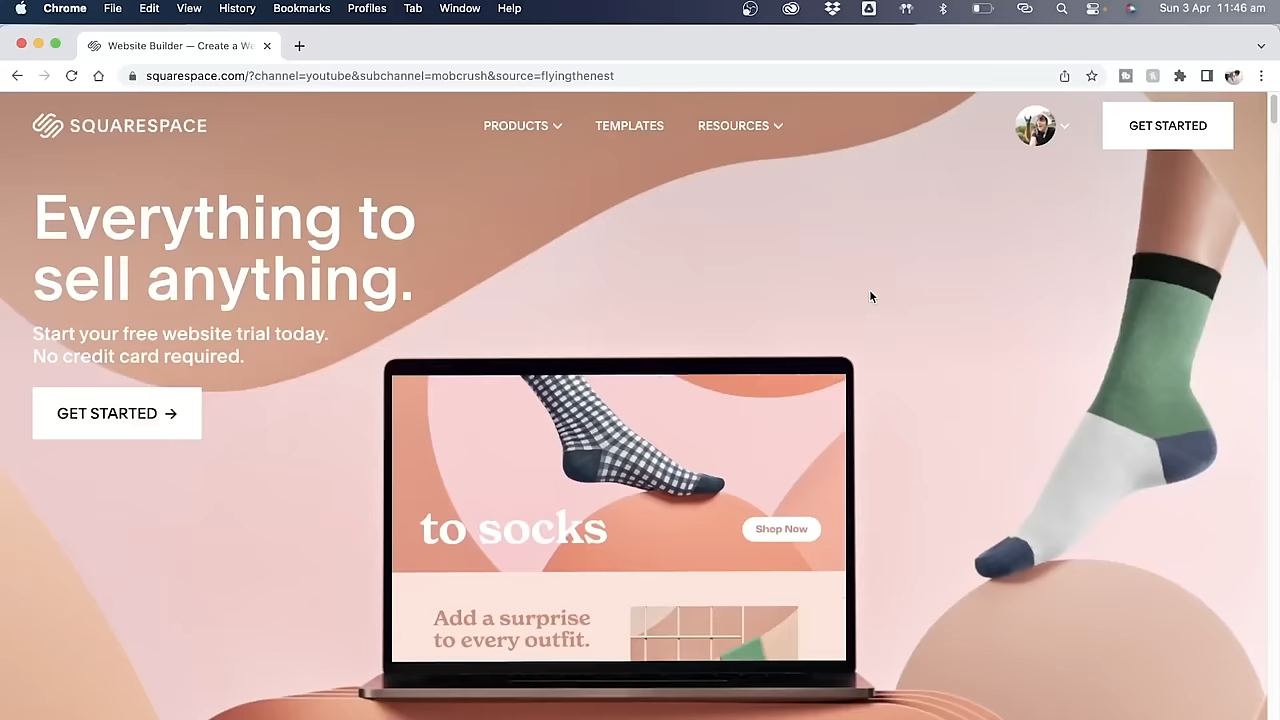 Chrome File Edit View History Bookmarks Profiles Tab Window Help Sun 3 Apr 11:46 am
Website Builder — Create a We
squarespace.com/?channel=youtube&subchannel=mobcrush&source=flyingthenest
SQUARESPACE PRODUCTS TEMPLATES RESOURCES GET STARTED
Everything to
sell anything.
Start your free website trial today.
No credit card required.
GET STARTED →
to socks
Shop Now
Add a surprise
to every outfit.